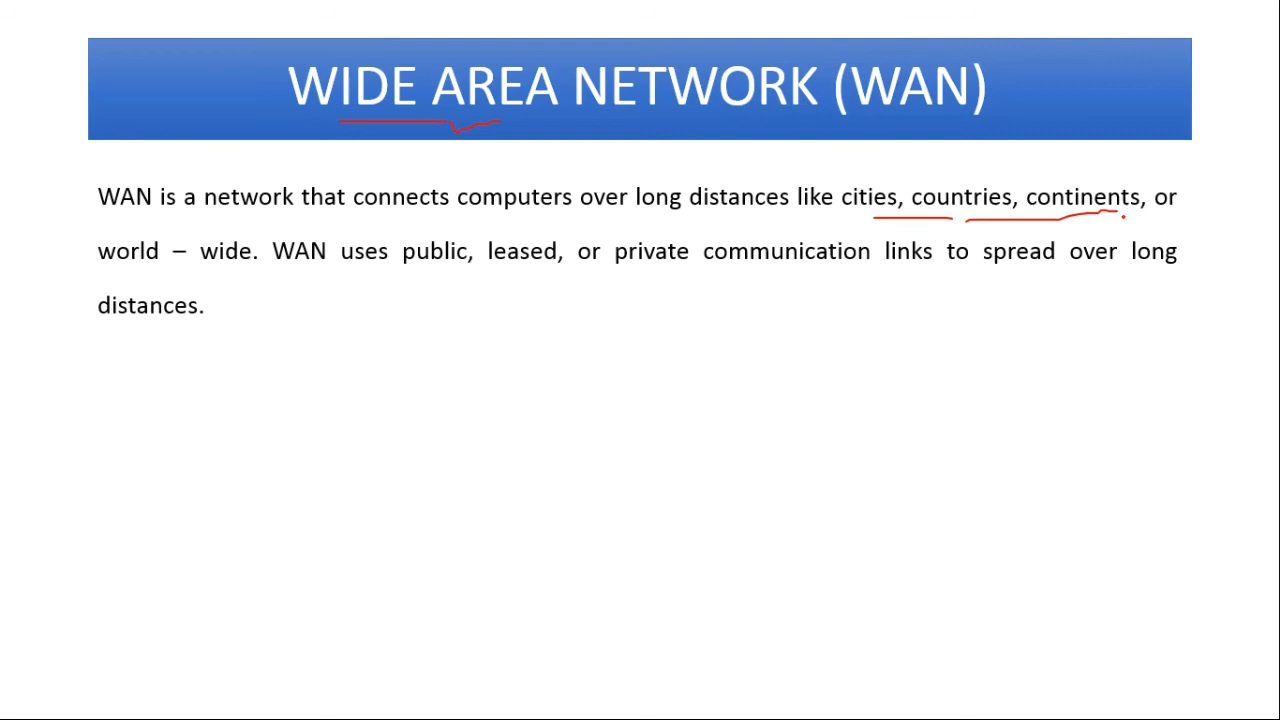 WIDE AREA NETWORK (WAN)
WAN is a network that connects computers over long distances like cities, countries, continents, or
world – wide. WAN uses public, leased, or private communication links to spread over long
distances.